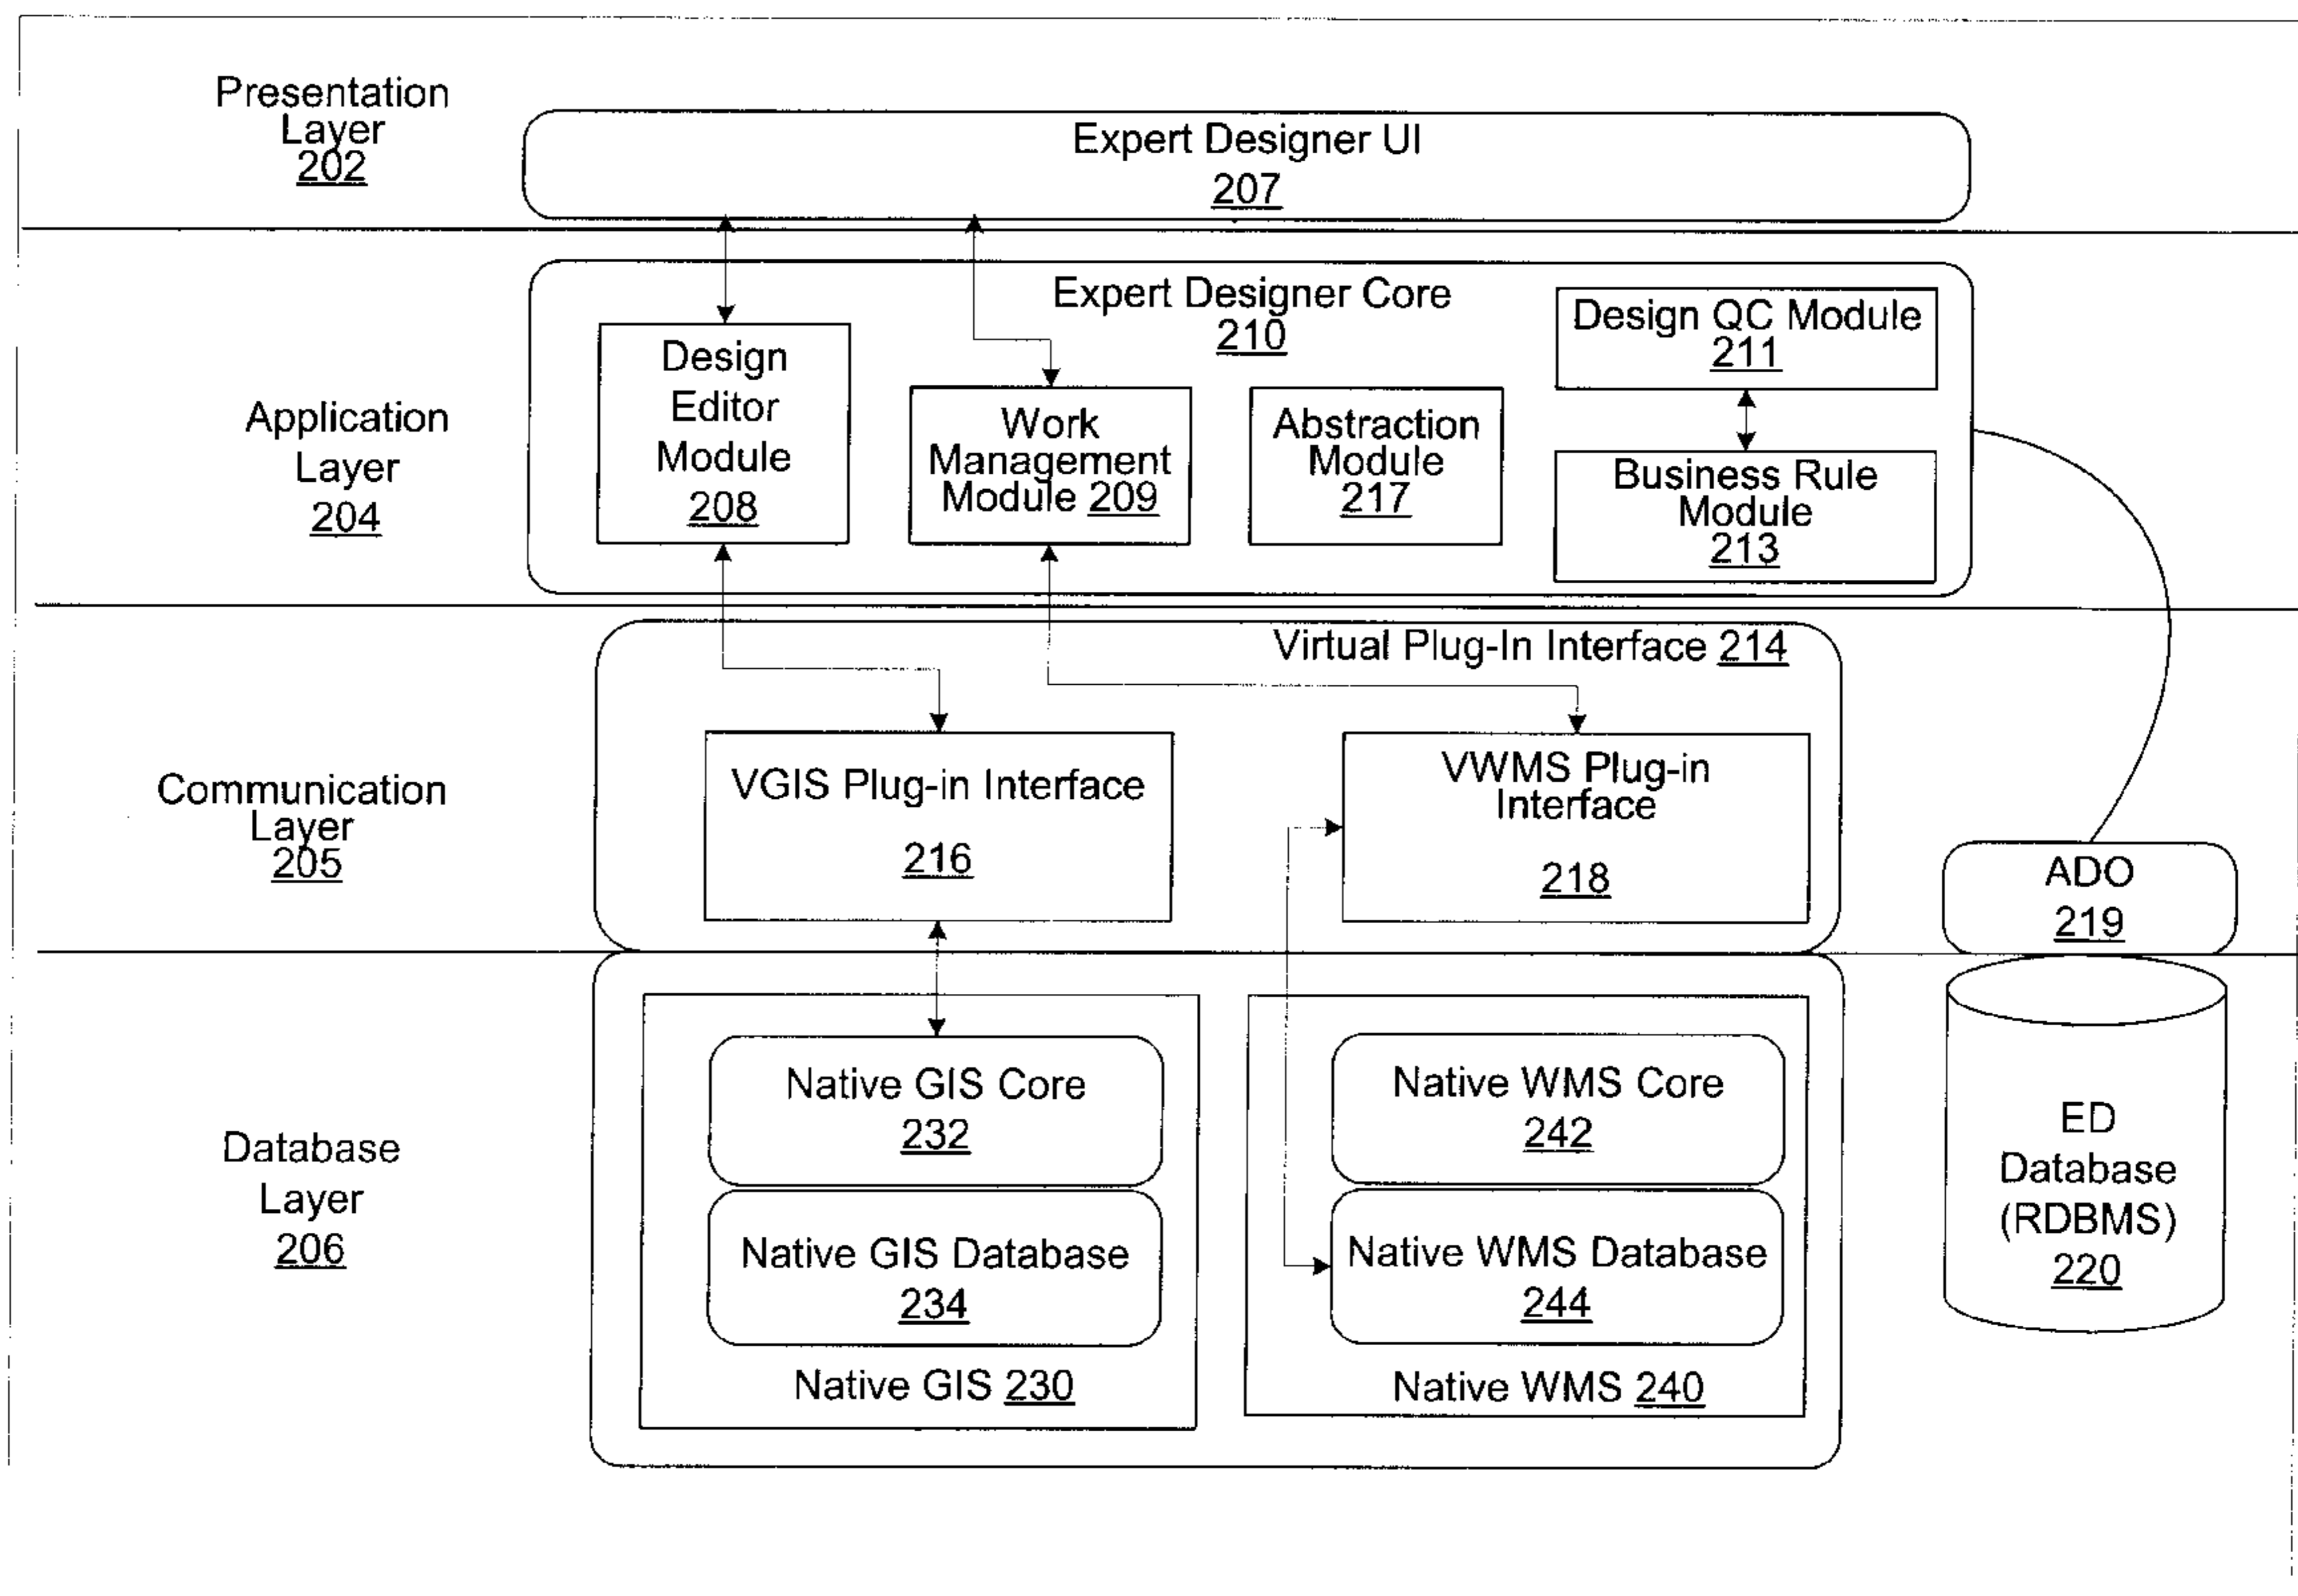 Presentation
Layer
202
Expert Designer UI
207
Application
Layer
204
Expert Designer Core
210
Design
Editor
Module
208
Work
Management
Module 209
Abstraction
Module
217
Design QC Module
211
Business Rule
Module
213
Communication
Layer
205
Virtual Plug-In Interface 214
VGIS Plug-in Interface
216
VWMS Plug-in
Interface
218
ADO
219
Database
Layer
206
Native GIS Core
232
Native GIS Database
234
Native GIS 230
Native WMS Core
242
Native WMS Database
244
Native WMS 240
ED
Database
(RDBMS)
220